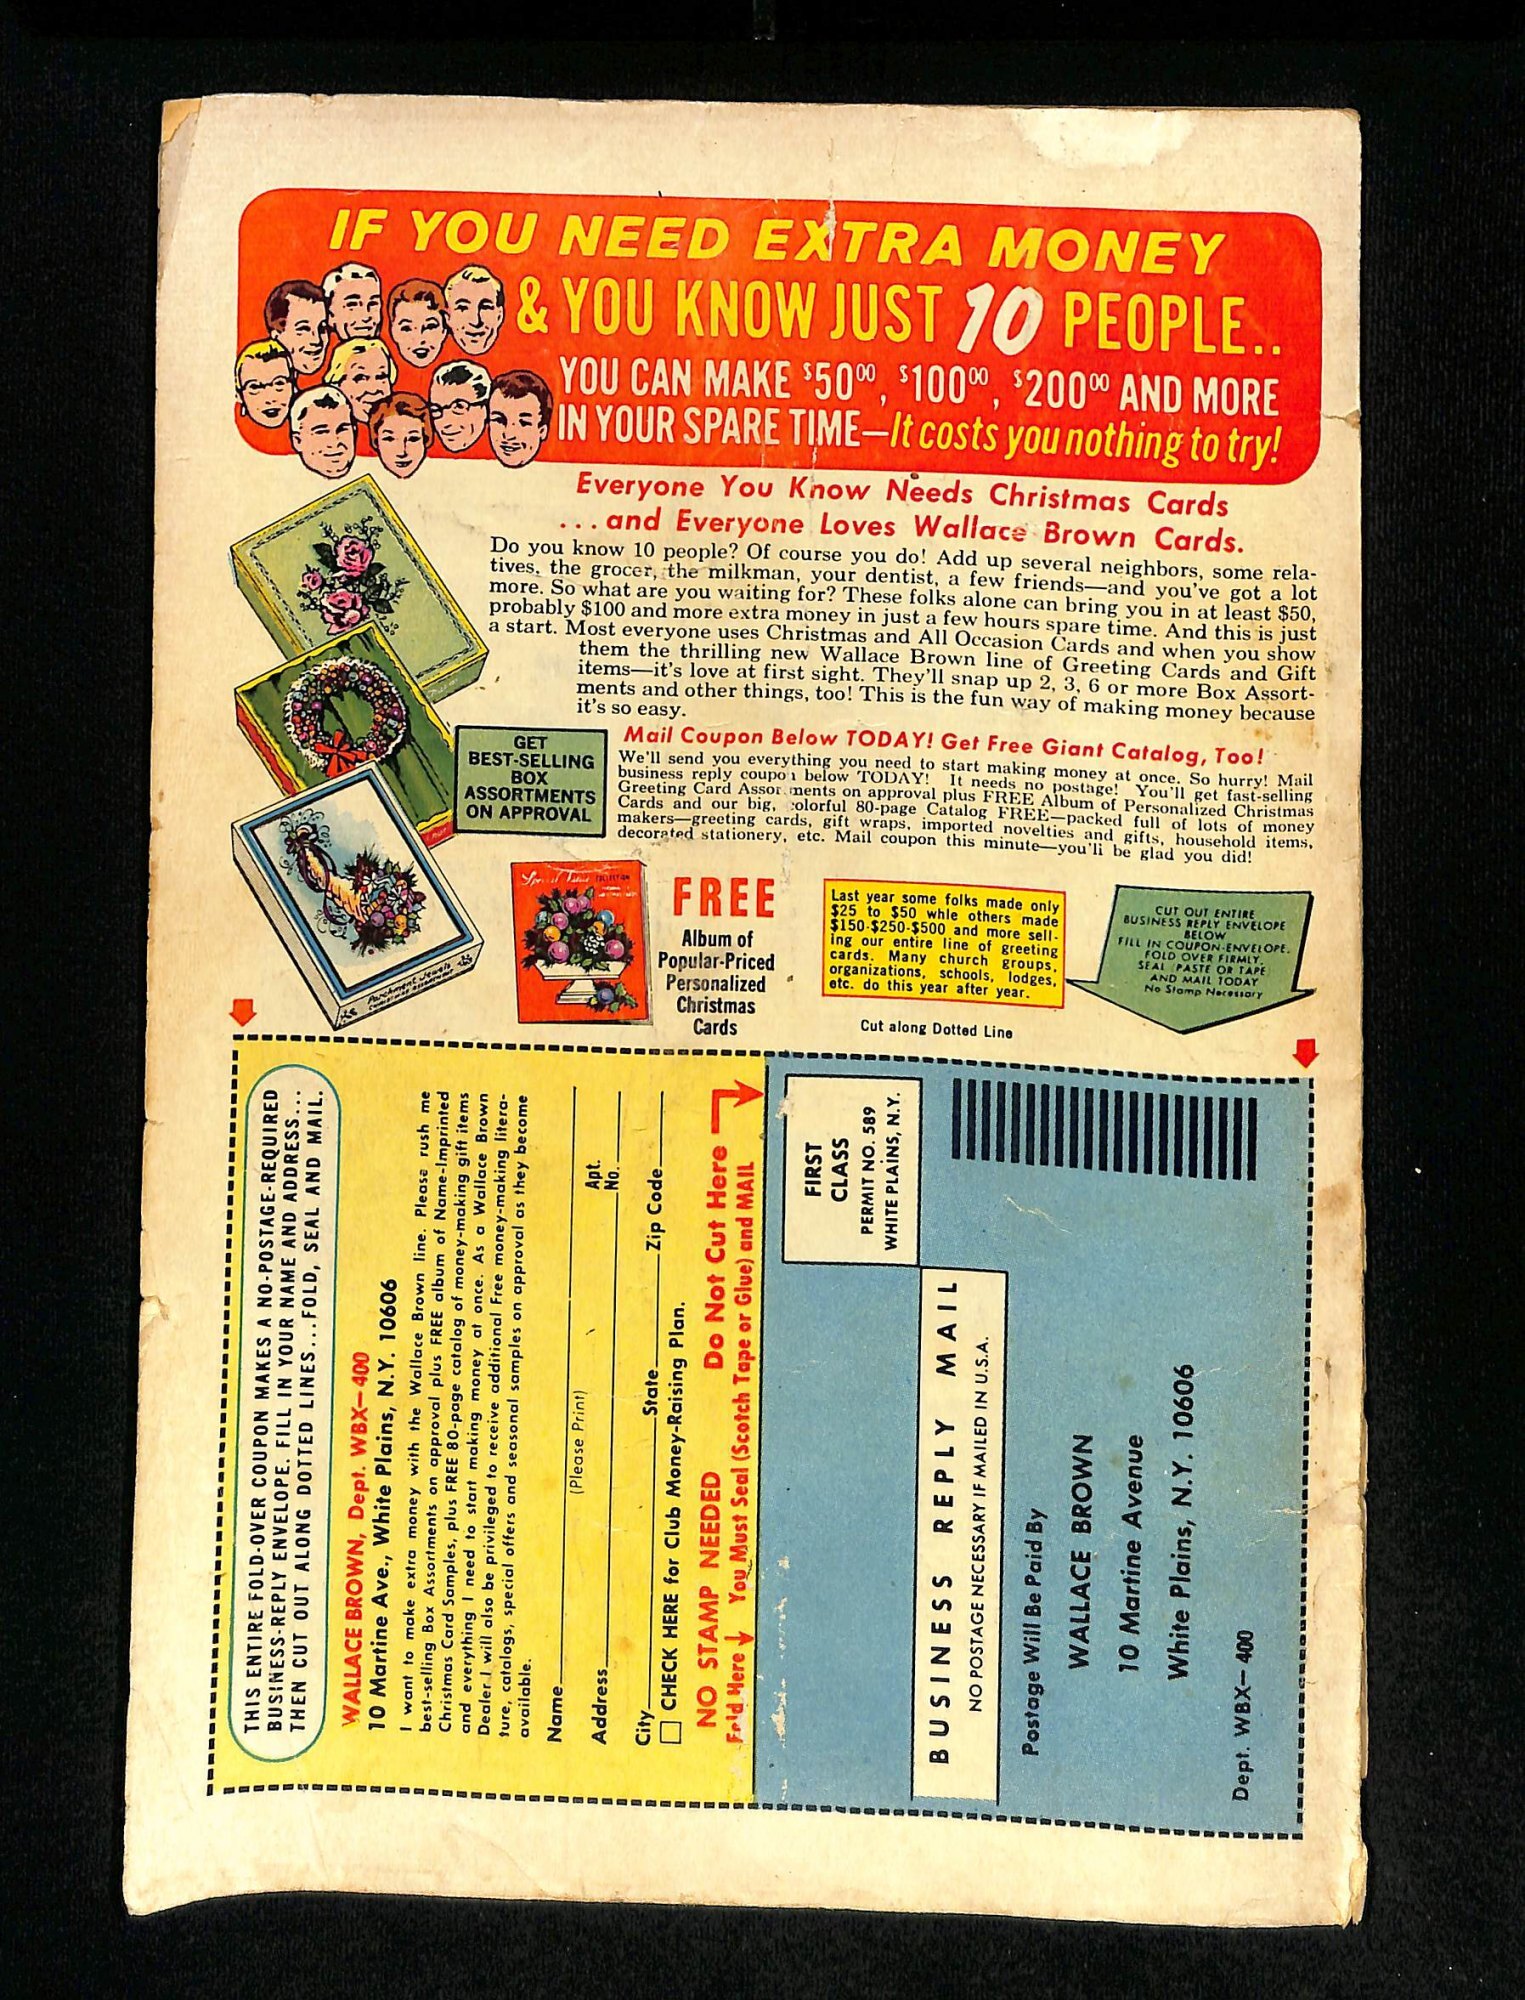 IF YOU NEED EXTRA MONEY
& YOU KNOW JUST 10 PEOPLE..
YOU CAN MAKE $5000, $10000, $20000 AND MORE
IN YOUR SPARE TIME—It costs you nothing to try!
Everyone You Know Needs Christmas Cards
...and Everyone Loves Wallace Brown Cards.
Do you know 10 people? Of course you do! Add up several neighbors, some rela-
tives, the grocer, the milkman, your dentist, a few friends—and you've got a lot
more. So what are you waiting for? These folks alone can bring you in at least $50,
probably $100 and more extra money in just a few hours spare time. And this is just
a start. Most everyone uses Christmas and All Occasion Cards and when you show
them the thrilling new Wallace Brown line of Greeting Cards and Gift
items—it's love at first sight. They'll snap up 2, 3, 6 or more Box Assort-
ments and other things, too! This is the fun way of making money because
it's so easy.
GET
BEST-SELLING
BOX
ASSORTMENTS
ON APPROVAL
Mail Coupon Below TODAY! Get Free Giant Catalog, Too!
We'll send you everything you need to start making money at once. So hurry! Mail
business reply coupon below TODAY! It needs no postage! You'll get fast-selling
Greeting Card Assortments on approval plus FREE Album of Personalized Christmas
Cards and our big, colorful 80-page Catalog FREE—packed full of lots of money
makers—greeting cards, gift wraps, imported novelties and gifts, household items,
decorated stationery, etc. Mail coupon this minute—you'll be glad you did!
Parchment Jewels
CHRISTMAS ASSORTMENT
FREE
Album of
Popular-Priced
Personalized
Christmas
Cards
Last year some folks made only
$25 to $50 whle others made
$150-$250-$500 and more sell-
ing our entire line of greeting
cards. Many church groups,
organizations, schools, lodges,
etc. do this year after year.
CUT OUT ENTIRE
BUSINESS REPLY ENVELOPE
BELOW
FILL IN COUPON-ENVELOPE.
FOLD OVER FIRMLY.
SEAL PASTE OR TAPE
AND MAIL TODAY
No Stamp Necessary
Cut along Dotted Line
THIS ENTIRE FOLD-OVER COUPON MAKES A NO-POSTAGE-REQUIRED
BUSINESS-REPLY ENVELOPE. FILL IN YOUR NAME AND ADDRESS...
THEN CUT OUT ALONG DOTTED LINES...FOLD, SEAL AND MAIL.
WALLACE BROWN, Dept. WBX—400
10 Martine Ave., White Plains, N.Y. 10606
I want to make extra money with the Wallace Brown line. Please rush me
best-selling Box Assortments on approval plus FREE album of Name-Imprinted
Christmas Card Samples, plus FREE 80-page catalog of money-making gift items
and everything I need to start making money at once. As a Wallace Brown
Dealer I will also be privileged to receive additional Free money-making litera-
ture, catalogs, special offers and seasonal samples on approval as they become
available.
Name
(Please Print)
Address Apt. No.
City State Zip Code
CHECK HERE for Club Money-Raising Plan.
NO STAMP NEEDED Do Not Cut Here
Fold Here You Must Seal (Scotch Tape or Glue) and MAIL
FIRST
CLASS
PERMIT NO. 589
WHITE PLAINS, N.Y.
BUSINESS REPLY MAIL
NO POSTAGE NECESSARY IF MAILED IN U.S.A.
Postage Will Be Paid By
WALLACE BROWN
10 Martine Avenue
White Plains, N.Y. 10606
Dept. WBX—400